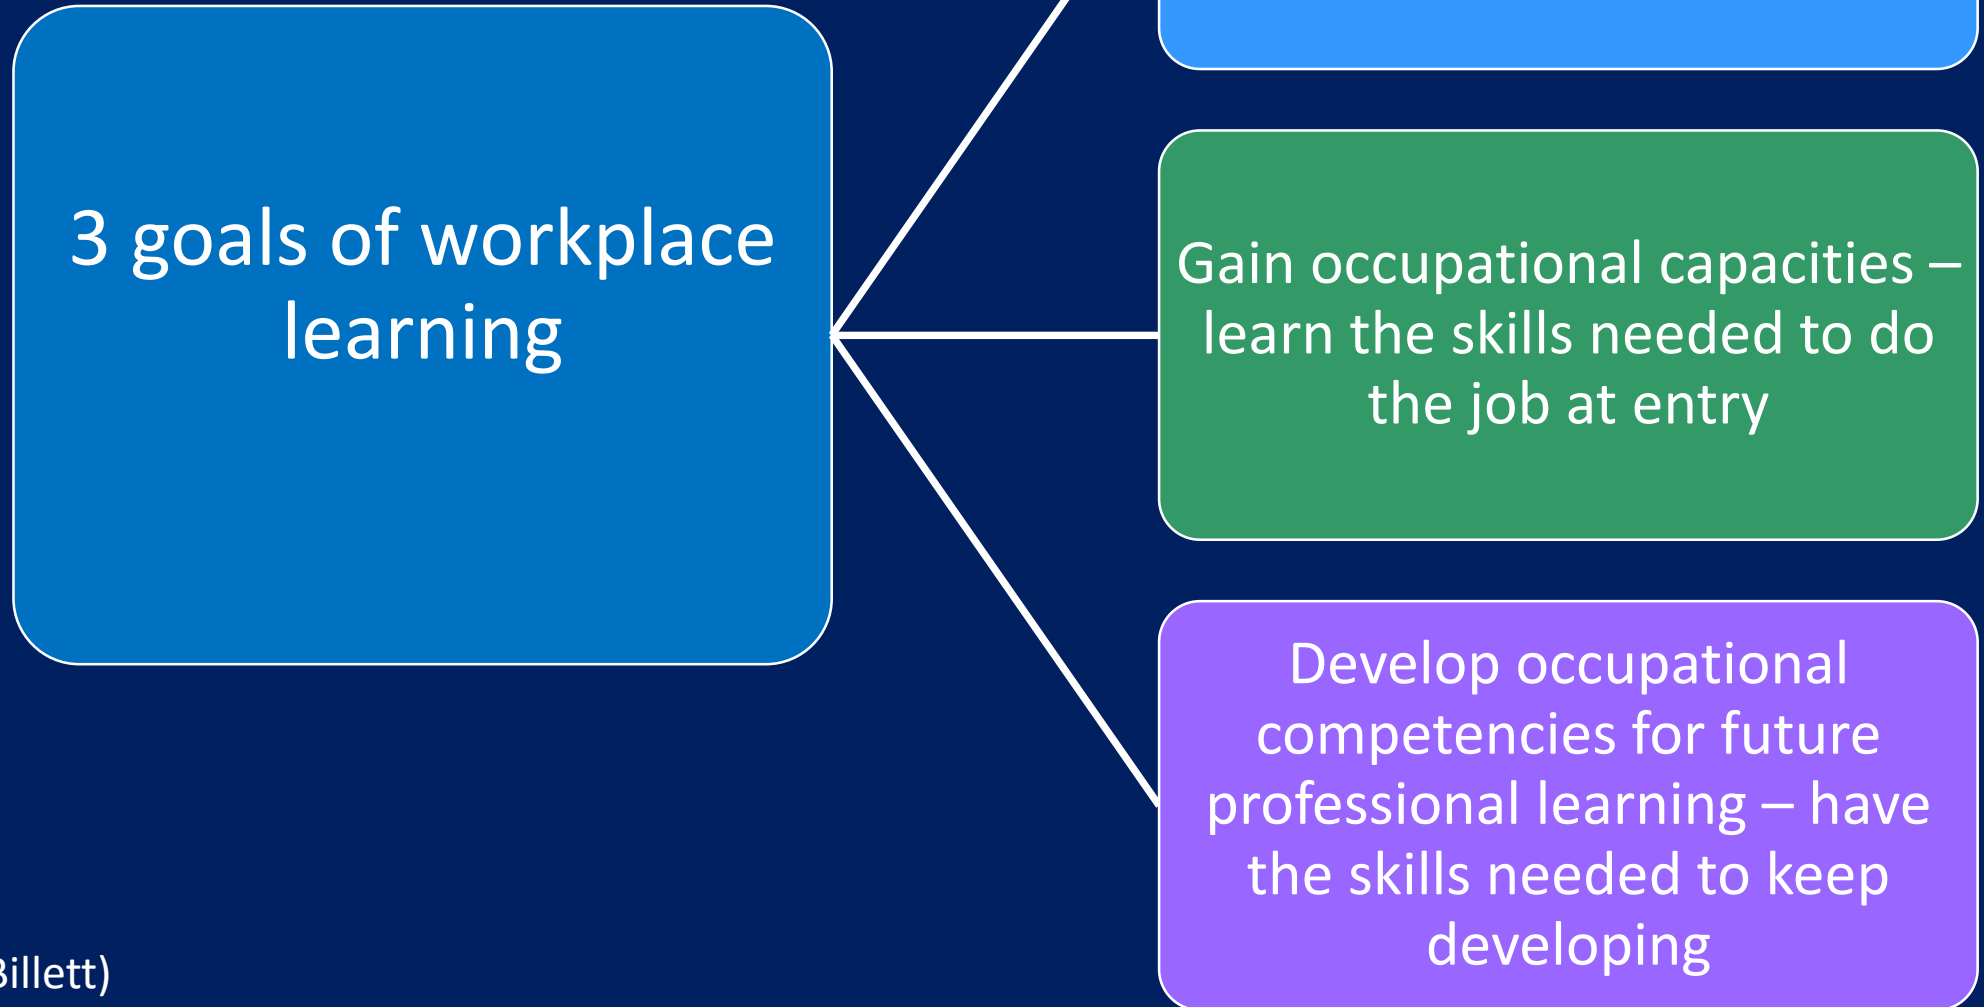 3 goals of workplace
learning
Gain occupational capacities –
learn the skills needed to do
the job at entry
Develop occupational
competencies for future
professional learning – have
the skills needed to keep
developing
Billett)